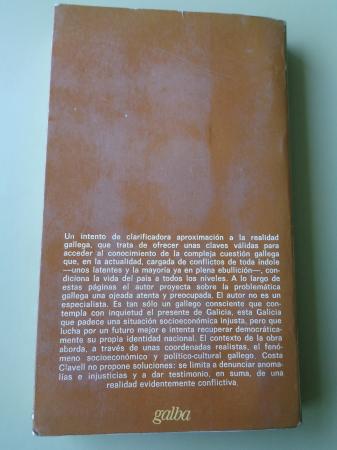 Un intento de clarificadora aproximación a la realidad
gallega, que trata de ofrecer unas claves válidas para
acceder al conocimiento de la compleja cuestión gallega
que, en la actualidad, cargada de conflictos de toda índole
—unos latentes y la mayoría ya en plena ebullición—, con-
diciona la vida del país a todos los niveles. A lo largo de
estas páginas el autor proyecta sobre la problemática
gallega una ojeada atenta y preocupada. El autor no es un
especialista. Es tan sólo un gallego consciente que con-
templa con inquietud el presente de Galicia, esta Galicia
que padece una situación socioeconómica injusta, pero que
lucha por un futuro mejor e intenta recuperar democrática-
mente su propia identidad nacional. El contexto de la obra
aborda, a través de unas coordenadas realistas, el fenó-
meno socioeconómico y político-cultural gallego. Costa
Clavell no propone soluciones: se limita a denunciar anoma-
lías e injusticias y a dar testimonio, en suma, de una
realidad evidentemente conflictiva.
galba